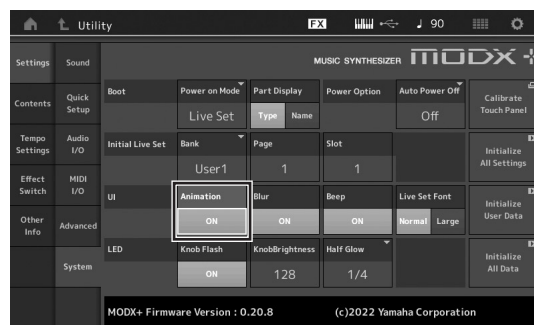 Utility
FX
90
MUSIC SYNTHESIZER MODX+
Settings
Sound
Contents
Quick
Setup
Tempo
Settings
Audio
I/O
Effect
Switch
MIDI
I/O
Other
Info
Advanced
System
Boot
Power on Mode
Live Set
Part Display
Type Name
Power Option
Auto Power Off
Off
Calibrate
Touch Panel
Initial Live Set
Bank
User1
Page
1
Slot
1
Initialize
All Settings
UI
Animation
ON
Blur
ON
Beep
ON
Live Set Font
Normal Large
Initialize
User Data
LED
Knob Flash
ON
KnobBrightness
128
Half Glow
1/4
Initialize
All Data
MODX+ Firmware Version : 0.20.8 (c)2022 Yamaha Corporation